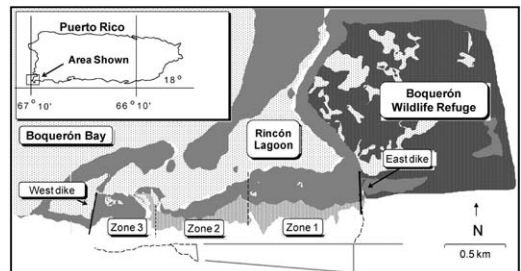 Puerto Rico
Area Shown
18°
67° 10'
66° 10'
Boquerón
Wildlife Refuge
Boquerón Bay
Rincón
Lagoon
East dike
West dike
Zone 3
Zone 2
Zone 1
N
0.5 km